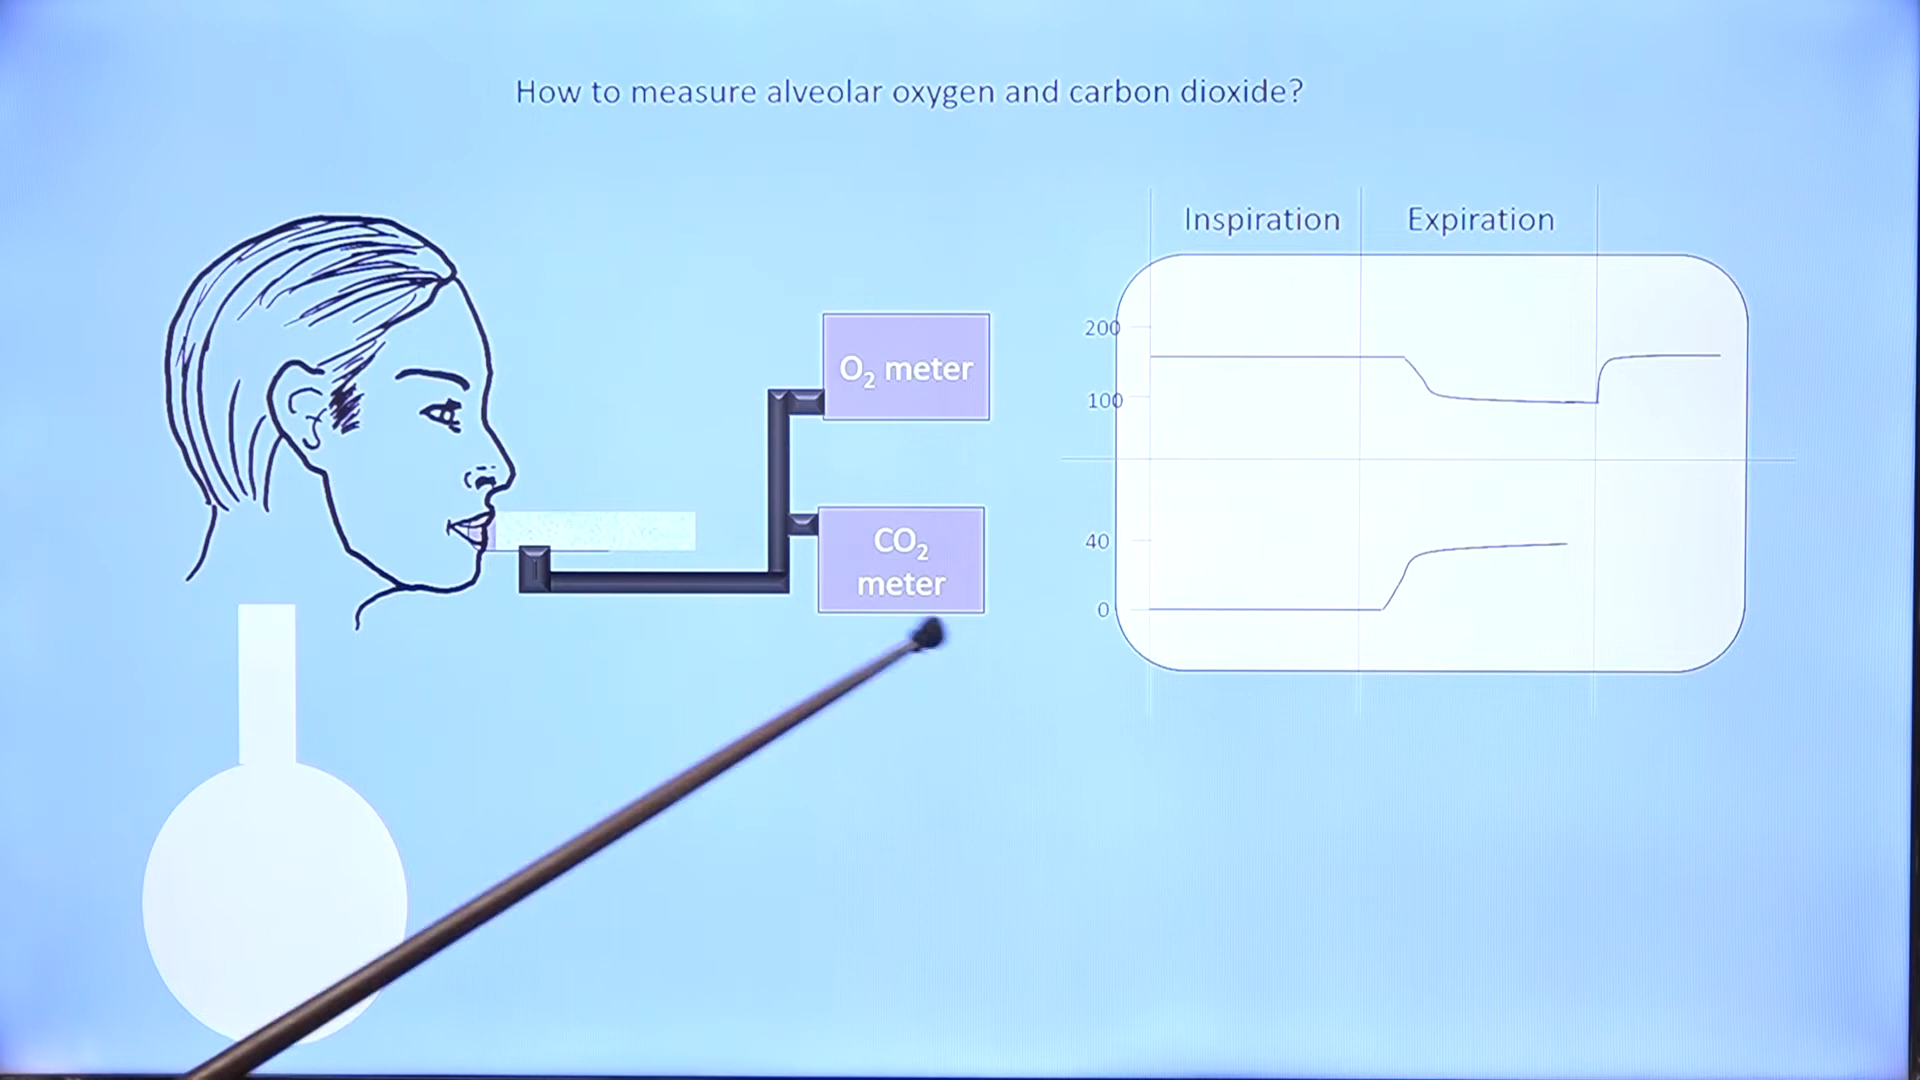 How to measure alveolar oxygen and carbon dioxide?
Inspiration
Expiration
O₂ meter
CO₂
meter
200
100
40
0